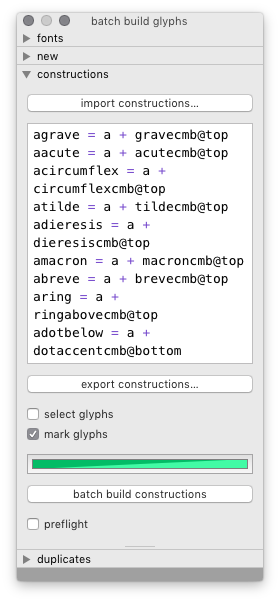 batch build glyphs
fonts
new
constructions
import constructions...
agrave = a + gravecmb@top
aacute = a + acutecmb@top
acircumflex = a +
circumflexcmb@top
atilde = a + tildecmb@top
adieresis = a +
dieresiscmb@top
amacron = a + macroncmb@top
abreve = a + brevecmb@top
aring = a +
ringabovecmb@top
adotbelow = a +
dotaccentcmb@bottom
export constructions...
select glyphs
mark glyphs
batch build constructions
preflight
duplicates